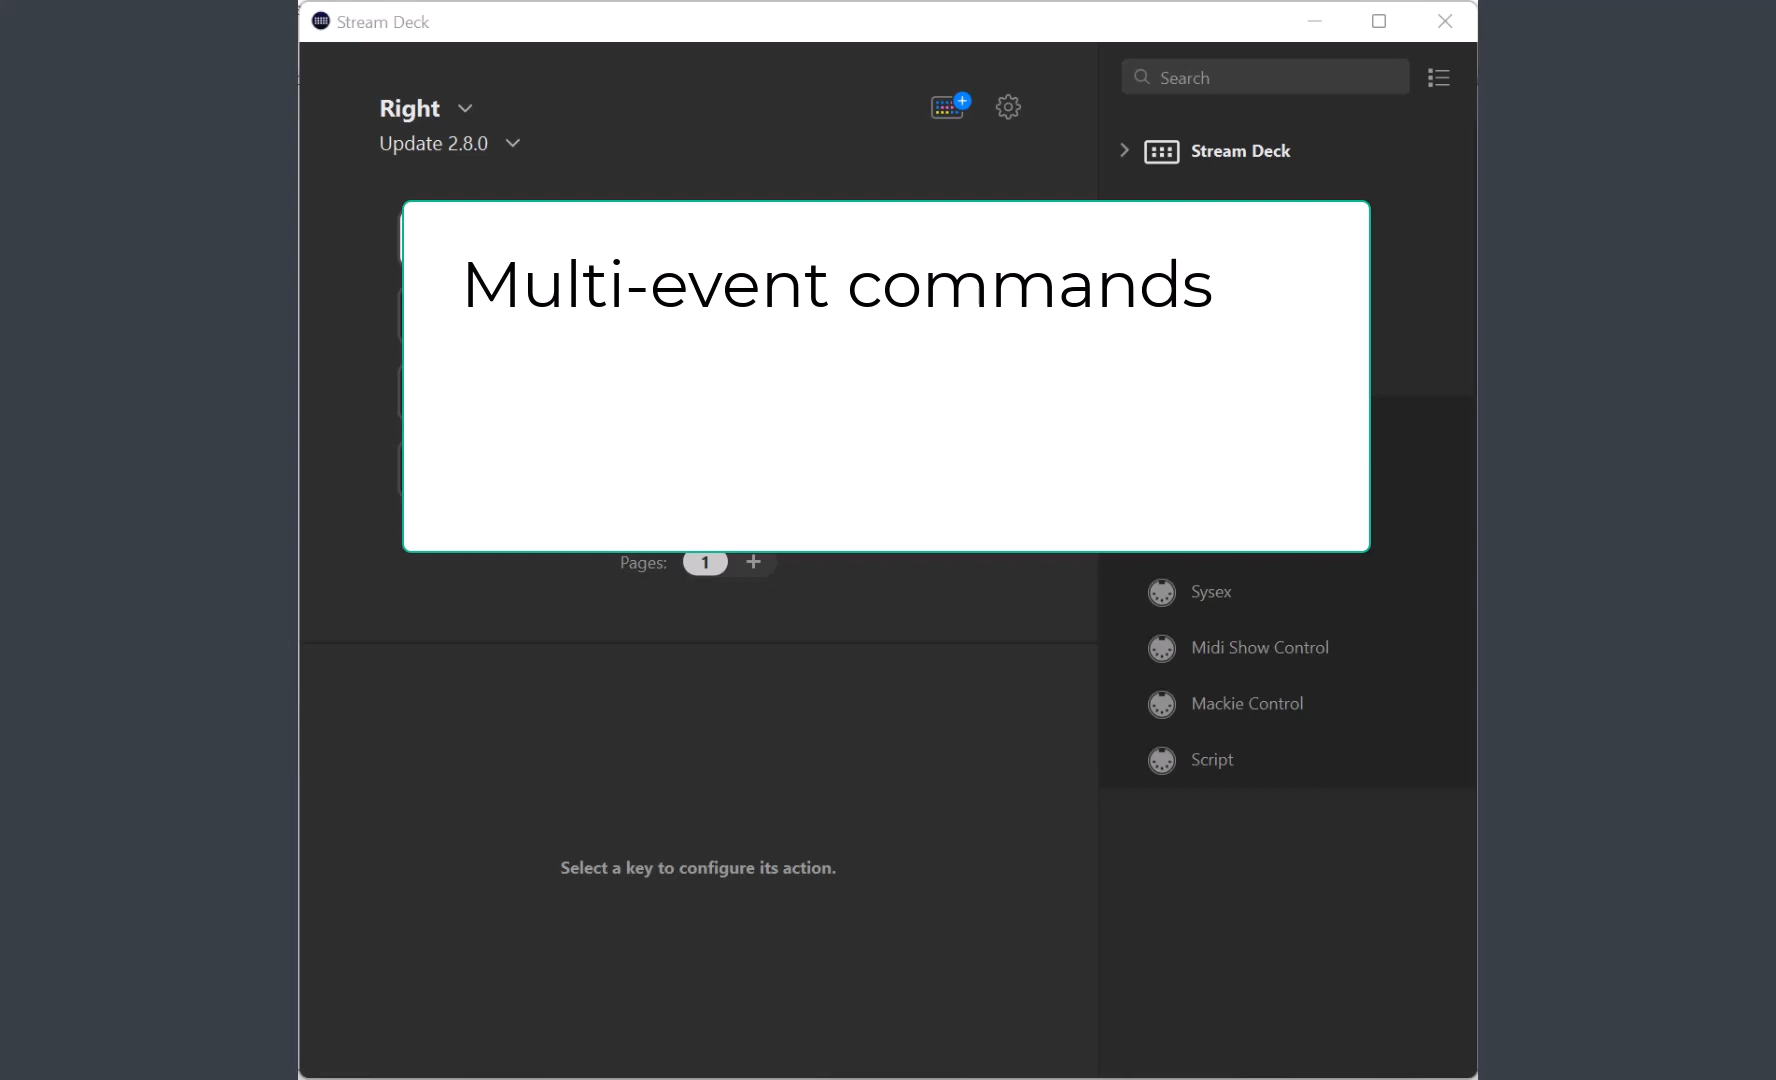 Stream Deck
Search
Right
Update 2.8.0
Stream Deck
Multi-event commands
Pages: 1 +
Sysex
Midi Show Control
Mackie Control
Script
Select a key to configure its action.